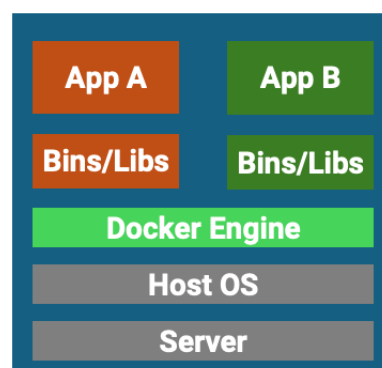 App A
App B
Bins/Libs
Bins/Libs
Docker Engine
Host OS
Server